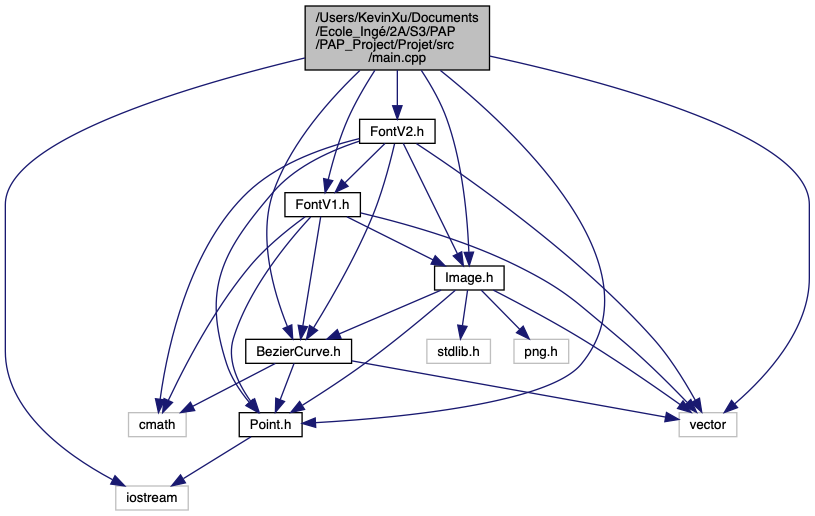 /Users/KevinXu/Documents
/Ecole_Ingé/2A/S3/PAP
/PAP_Project/Projet/src
/main.cpp
FontV2.h
FontV1.h
Image.h
BezierCurve.h
stdlib.h
png.h
cmath
Point.h
vector
iostream